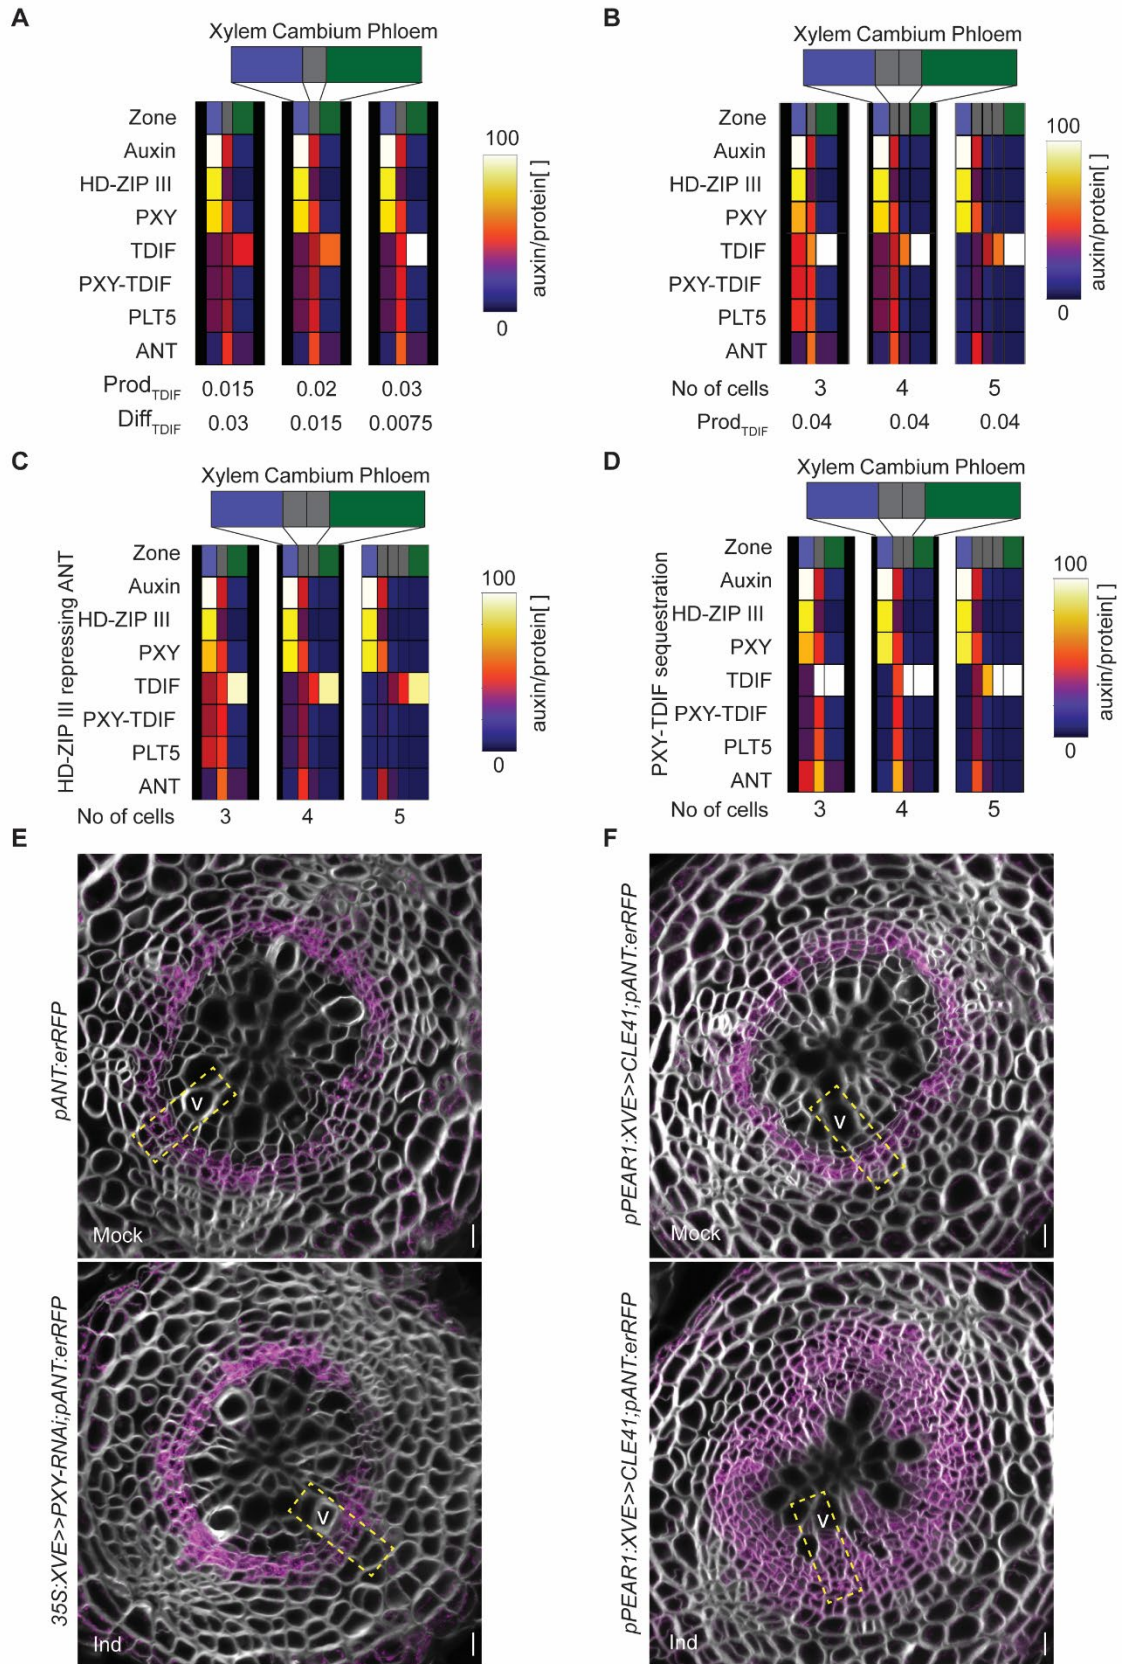 A
Xylem Cambium Phloem
Zone
Auxin
HD-ZIP III
PXY
TDIF
PXY-TDIF
PLT5
ANT
Prod TDIF 0.015 0.02 0.03
Diff TDIF 0.03 0.015 0.0075
100
0
auxin/protein[ ]
B
Xylem Cambium Phloem
Zone
Auxin
HD-ZIP III
PXY
TDIF
PXY-TDIF
PLT5
ANT
No of cells 3 4 5
Prod TDIF 0.04 0.04 0.04
100
0
auxin/protein[ ]
C
Xylem Cambium Phloem
HD-ZIP III repressing ANT
Zone
Auxin
HD-ZIP III
PXY
TDIF
PXY-TDIF
PLT5
ANT
No of cells 3 4 5
100
0
auxin/protein[ ]
D
Xylem Cambium Phloem
PXY-TDIF sequestration
Zone
Auxin
HD-ZIP III
PXY
TDIF
PXY-TDIF
PLT5
ANT
No of cells 3 4 5
100
0
auxin/protein[ ]
E
pANT:erRFP
v
Mock
35S:XVE>>PXY-RNAi;pANT:erRFP
v
Ind
F
pPEAR1:XVE>>CLE41;pANT:erRFP
v
Mock
pPEAR1:XVE>>CLE41;pANT:erRFP
v
Ind